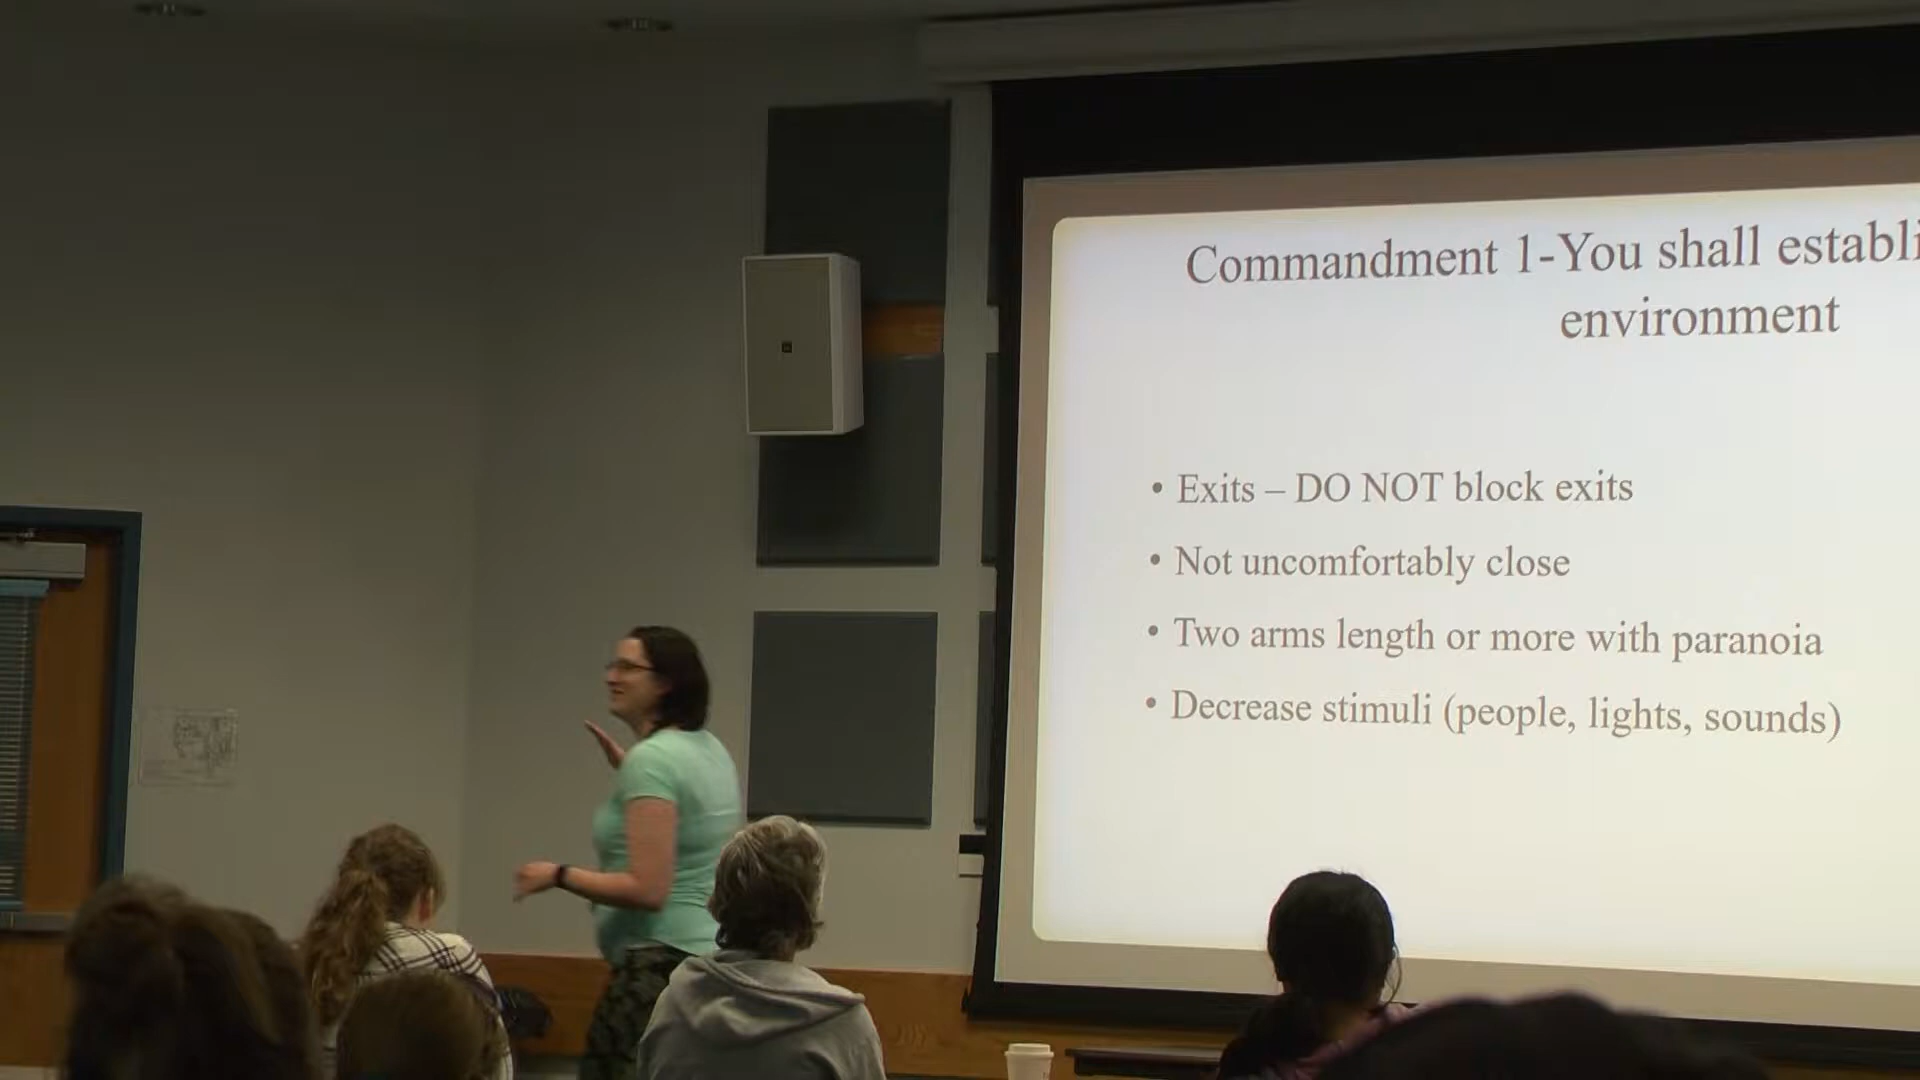 Commandment 1-You shall establi
environment
• Exits – DO NOT block exits
• Not uncomfortably close
• Two arms length or more with paranoia
• Decrease stimuli (people, lights, sounds)